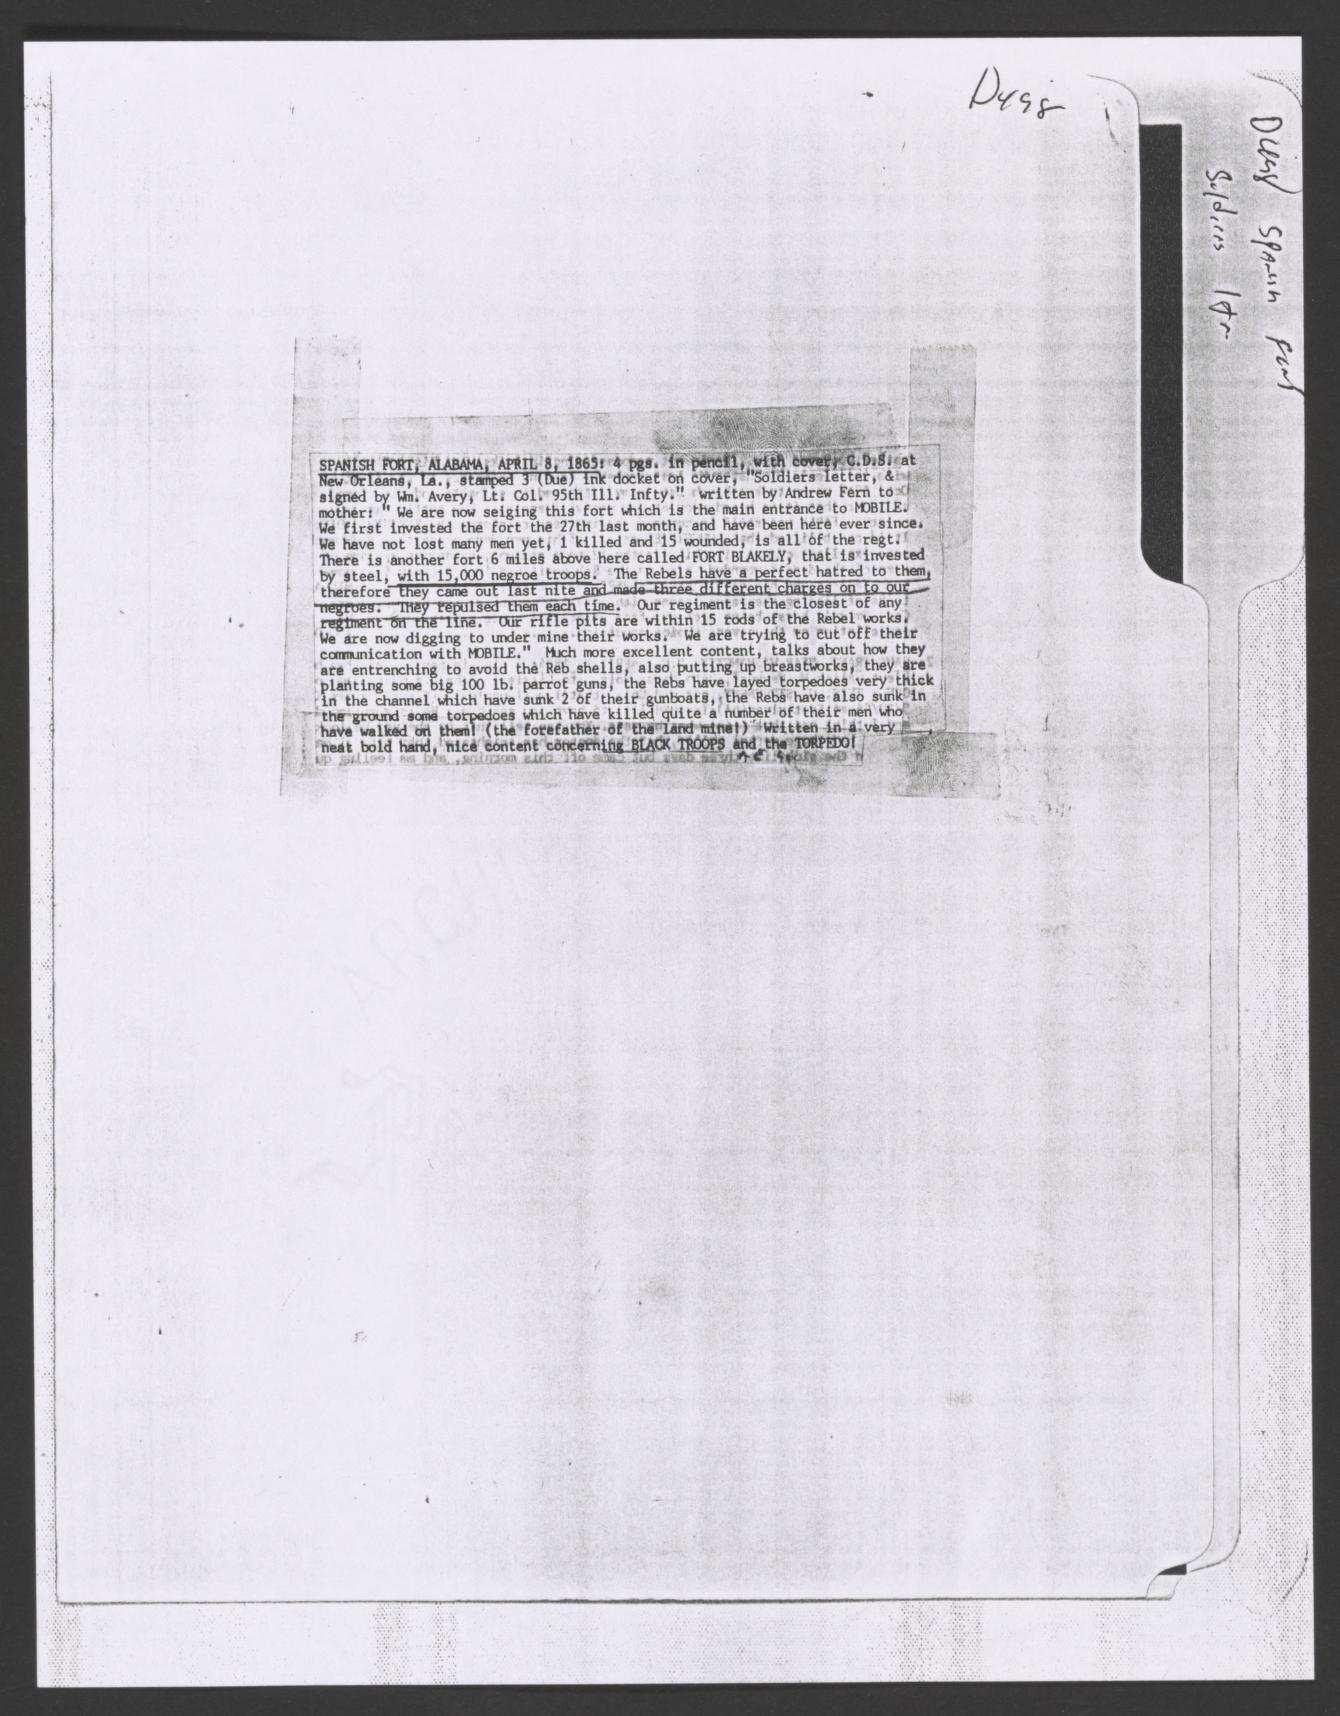 SPANISH FORT, ALABAMA, APRIL 8, 1865: 4 pgs. in pencil, with cover, C.D.S. at
New Orleans, La., stamped 3 (Due) ink docket on cover, "Soldiers letter, &
signed by Wm. Avery, Lt. Col. 95th Ill. Infty." written by Andrew Fern to
mother: " We are now seiging this fort which is the main entrance to MOBILE.
We first invested the fort the 27th last month, and have been here ever since.
We have not lost many men yet, 1 killed and 15 wounded, is all of the regt.
There is another fort 6 miles above here called FORT BLAKELY, that is invested
by steel, with 15,000 negroe troops. The Rebels have a perfect hatred to them,
therefore they came out last nite and made three different charges on to our
negroes. They repulsed them each time. Our regiment is the closest of any
regiment on the line. Our rifle pits are within 15 rods of the Rebel works.
We are now digging to under mine their works. We are trying to cut off their
communication with MOBILE." Much more excellent content, talks about how they
are entrenching to avoid the Reb shells, also putting up breastworks, they are
planting some big 100 lb. parrot guns, the Rebs have layed torpedoes very thick
in the channel which have sunk 2 of their gunboats, the Rebs have also sunk in
the ground some torpedoes which have killed quite a number of their men who
have walked on them! (the forefather of the land mine!) Written in a very
neat bold hand, nice content concerning BLACK TROOPS and the TORPEDO!
Spanish